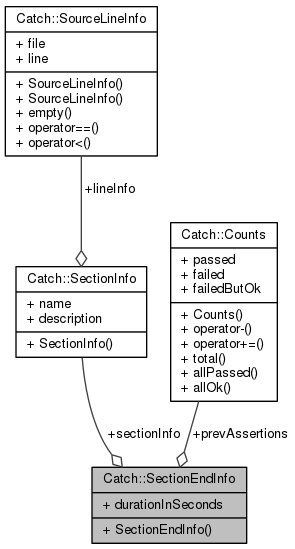 Catch::SourceLineInfo
+ file
+ line
+ SourceLineInfo()
+ SourceLineInfo()
+ empty()
+ operator==()
+ operator<()
+lineInfo
Catch::SectionInfo
+ name
+ description
+ SectionInfo()
Catch::Counts
+ passed
+ failed
+ failedButOk
+ Counts()
+ operator-()
+ operator+=()
+ total()
+ allPassed()
+ allOk()
+sectionInfo
+prevAssertions
Catch::SectionEndInfo
+ durationInSeconds
+ SectionEndInfo()